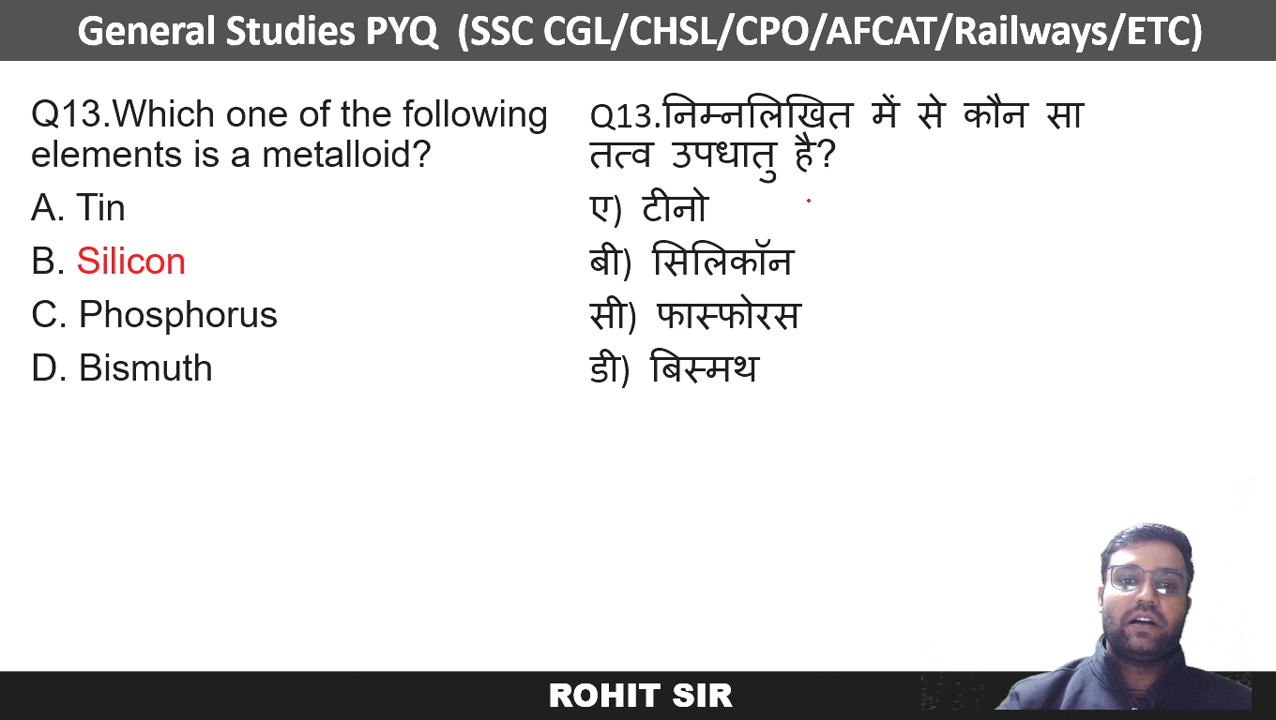 General Studies PYQ (SSC CGL/CHSL/CPO/AFCAT/Railways/ETC)
Q13.Which one of the following
elements is a metalloid?
A. Tin
B. Silicon
C. Phosphorus
D. Bismuth
Q13.निम्नलिखित में से कौन सा
तत्व उपधातु है?
ए) टीनो
बी) सिलिकॉन
सी) फास्फोरस
डी) बिस्मथ
ROHIT SIR